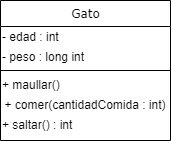 Gato
- edad : int
- peso : long int
+ maullar()
+ comer(cantidadComida : int)
+ saltar() : int